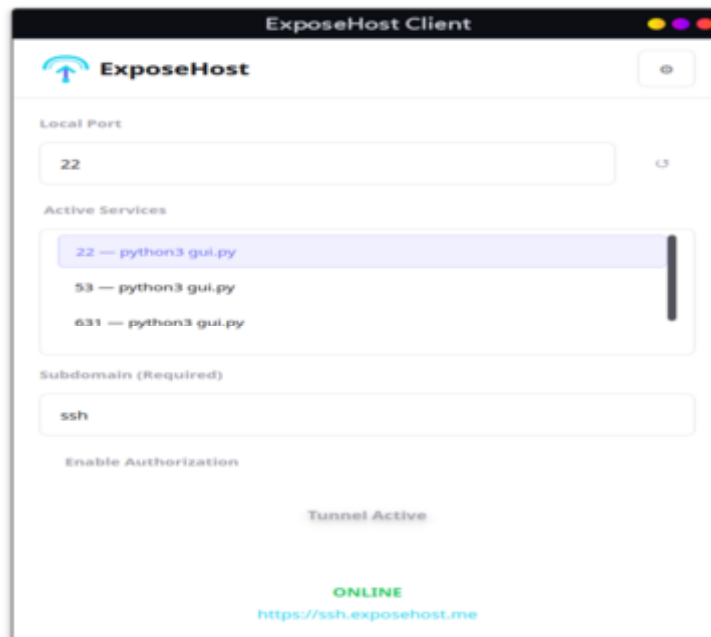 ExposeHost Client
ExposeHost
Local Port
22
Active Services
22 — python3 gui.py
53 — python3 gui.py
631 — python3 gui.py
Subdomain (Required)
ssh
Enable Authorization
Tunnel Active
ONLINE
https://ssh.exposehost.me